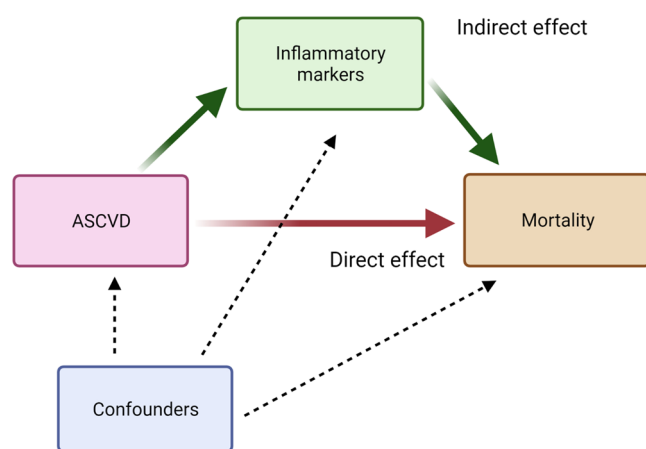 Indirect effect
Inflammatory
markers
ASCVD
Mortality
Direct effect
Confounders